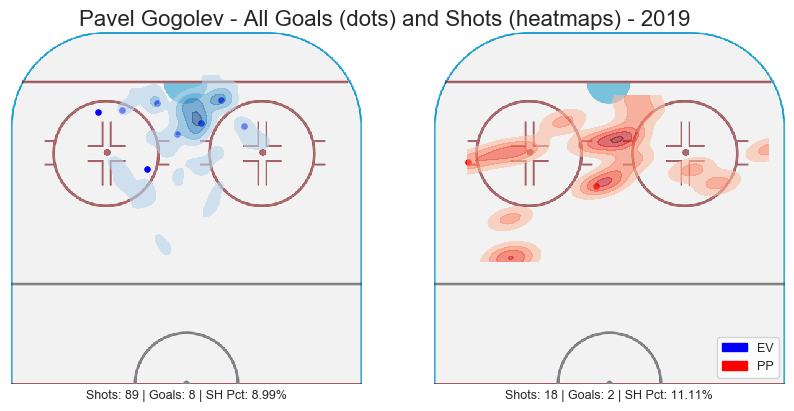 Pavel Gogolev - All Goals (dots) and Shots (heatmaps) - 2019
EV
PP
Shots: 89 | Goals: 8 | SH Pct: 8.99%
Shots: 18 | Goals: 2 | SH Pct: 11.11%